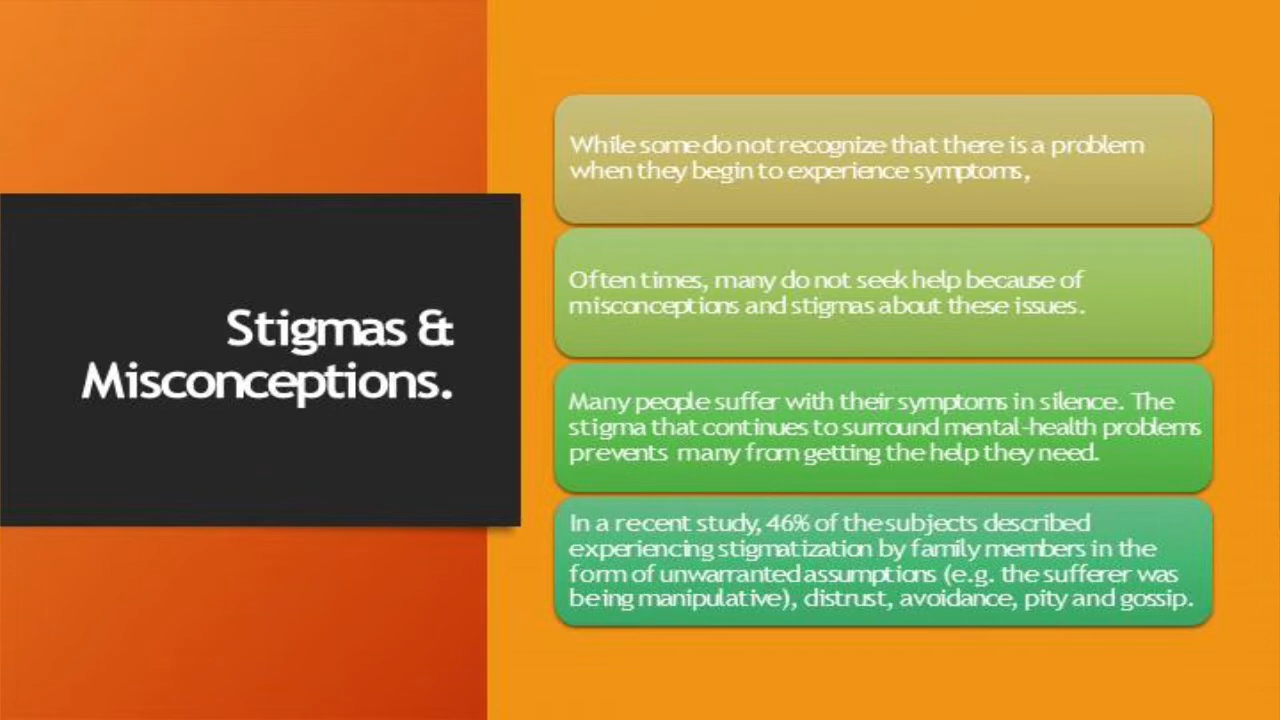 Stigmas &
Misconceptions.
While some do not recognize that there is a problem
when they begin to experience symptoms,
Often times, many do not seek help because of
misconceptions and stigmas about these issues.
Many people suffer with their symptoms in silence. The
stigma that continues to surround mental-health problems
prevents many from getting the help they need.
In a recent study, 46% of the subjects described
experiencing stigmatization by family members in the
form of unwarranted assumptions (e.g. the sufferer was
being manipulative), distrust, avoidance, pity and gossip.